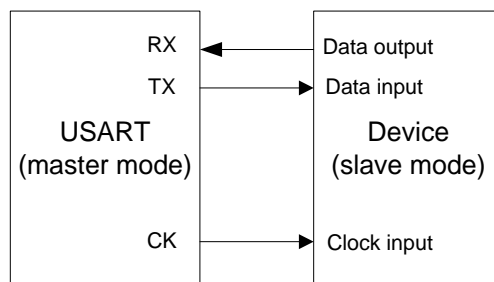 RX
Data output
TX
Data input
USART
(master mode)
Device
(slave mode)
CK
Clock input